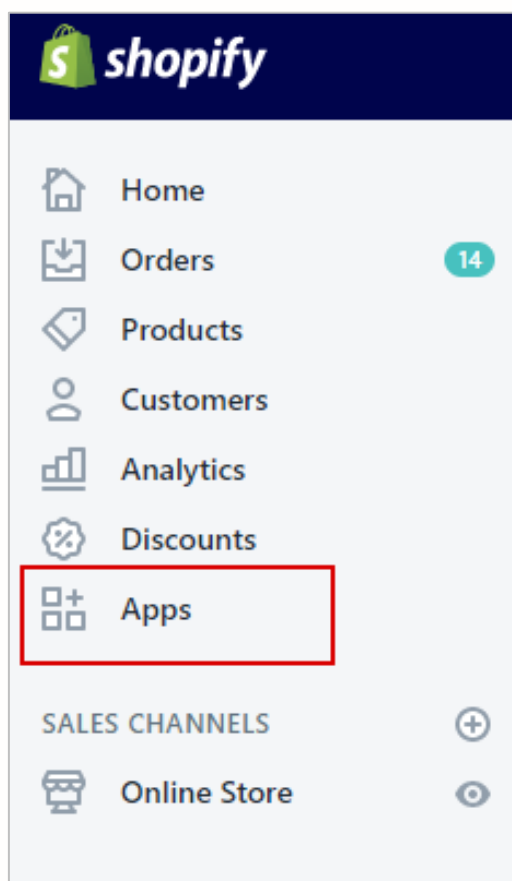 shopify
Home
Orders 14
Products
Customers
Analytics
Discounts
Apps
SALES CHANNELS
Online Store